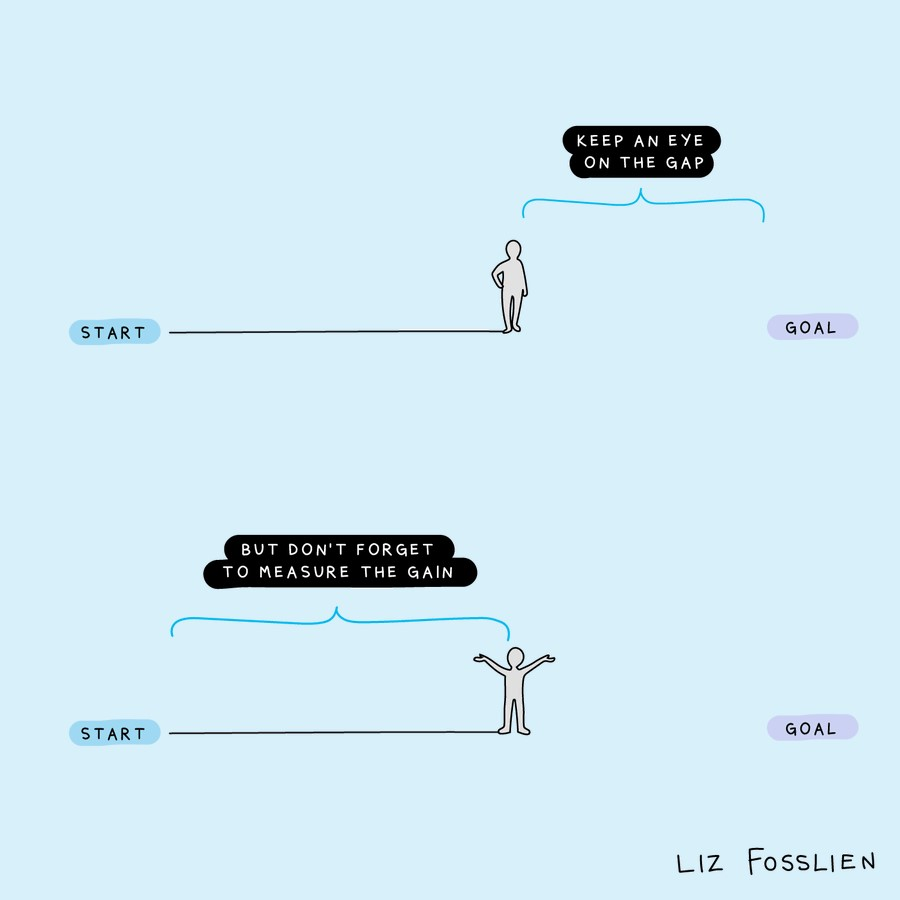 KEEP AN EYE
ON THE GAP
START
GOAL
BUT DON'T FORGET
TO MEASURE THE GAIN
START
GOAL
LIZ FOSSLIEN